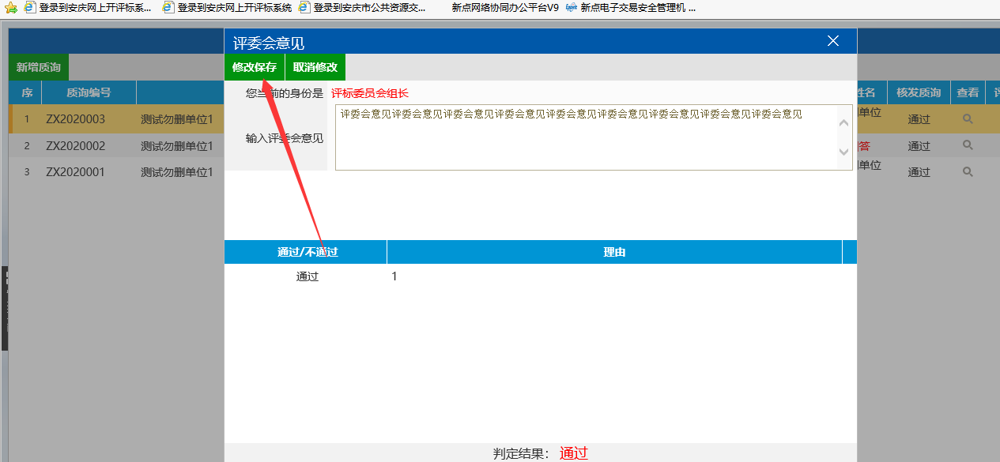 登录到安庆网上开评标系... 登录到安庆网上开评标系统 登录到安庆市公共资源交... 新点网络协同办公平台V9 新点电子交易安全管理机 ...
评委会意见
新增质询 修改保存 取消修改
序 质询编号 姓名 核发质询 查看 评
您当前的身份是 评标委员会组长
评委会意见评委会意见评委会意见评委会意见评委会意见评委会意见评委会意见评委会意见评委会意见
1 ZX2020003 测试勿删单位1 单位 通过
输入评委会意见
2 ZX2020002 测试勿删单位1 答 通过
3 ZX2020001 测试勿删单位1 单位 通过
通过/不通过 理由
通过 1
判定结果: 通过